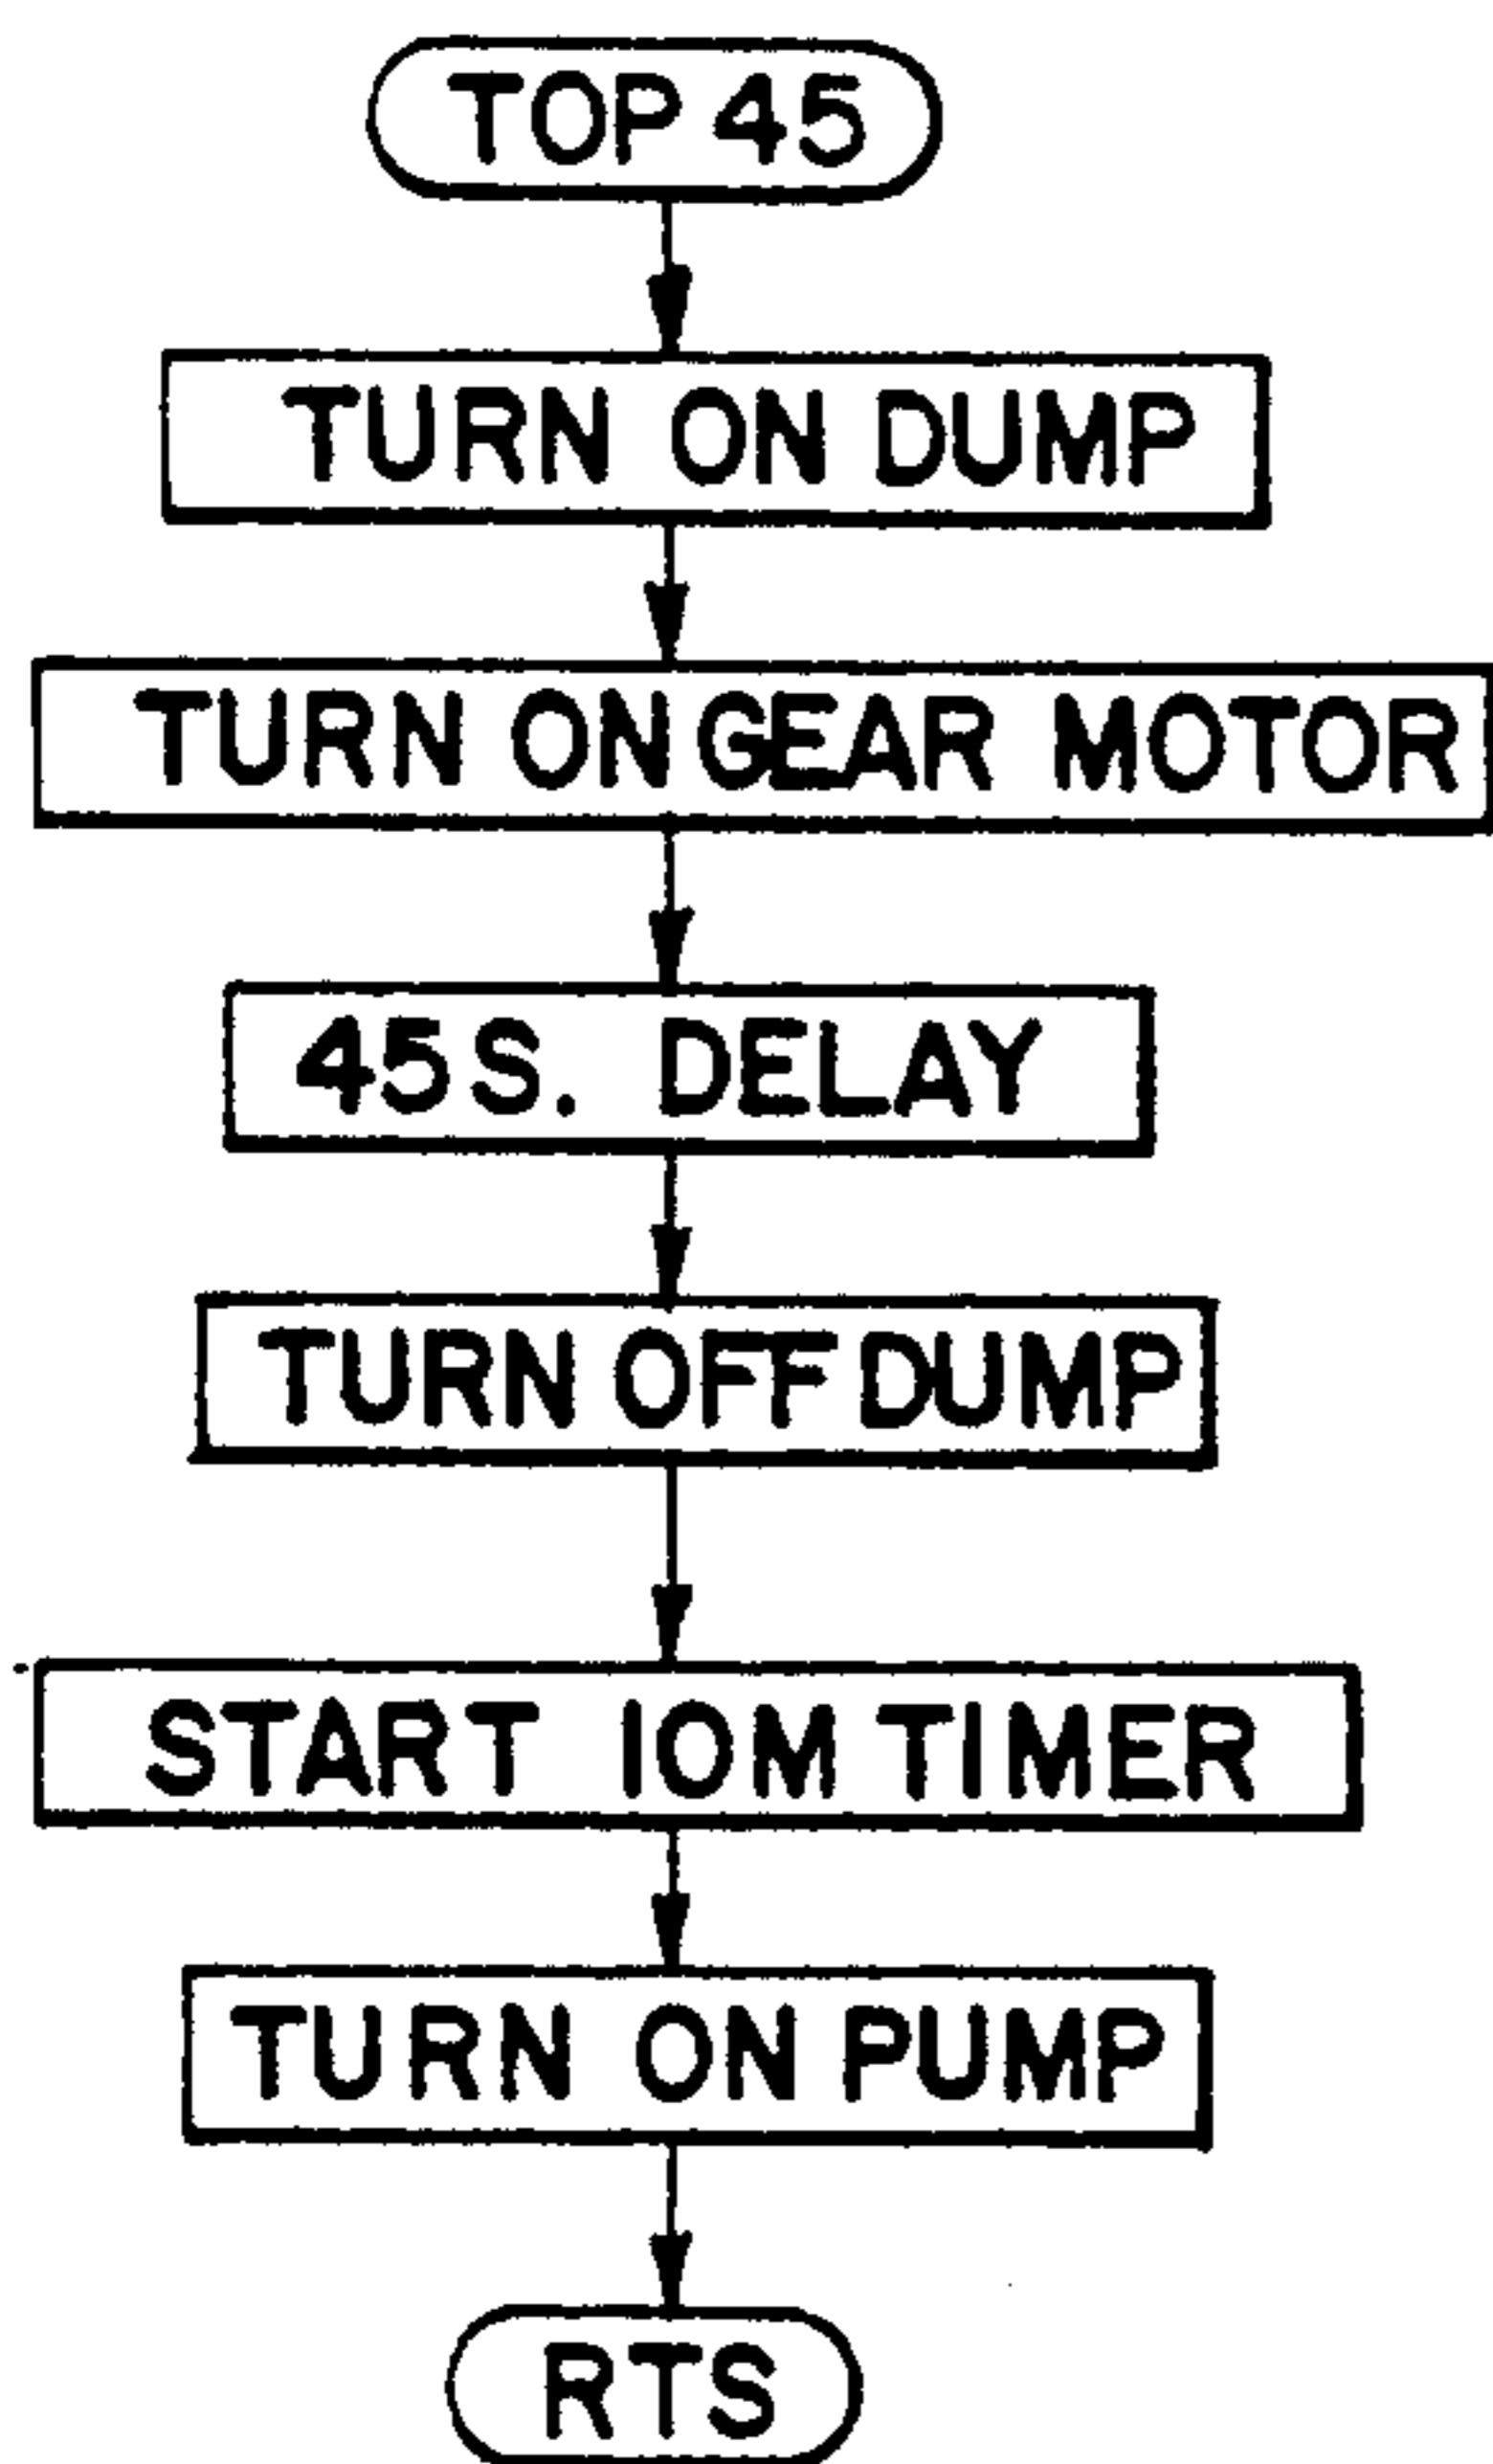 TOP 45
TURN ON DUMP
TURN ON GEAR MOTOR
45 S. DELAY
TURN OFF DUMP
START 10M TIMER
TURN ON PUMP
RTS